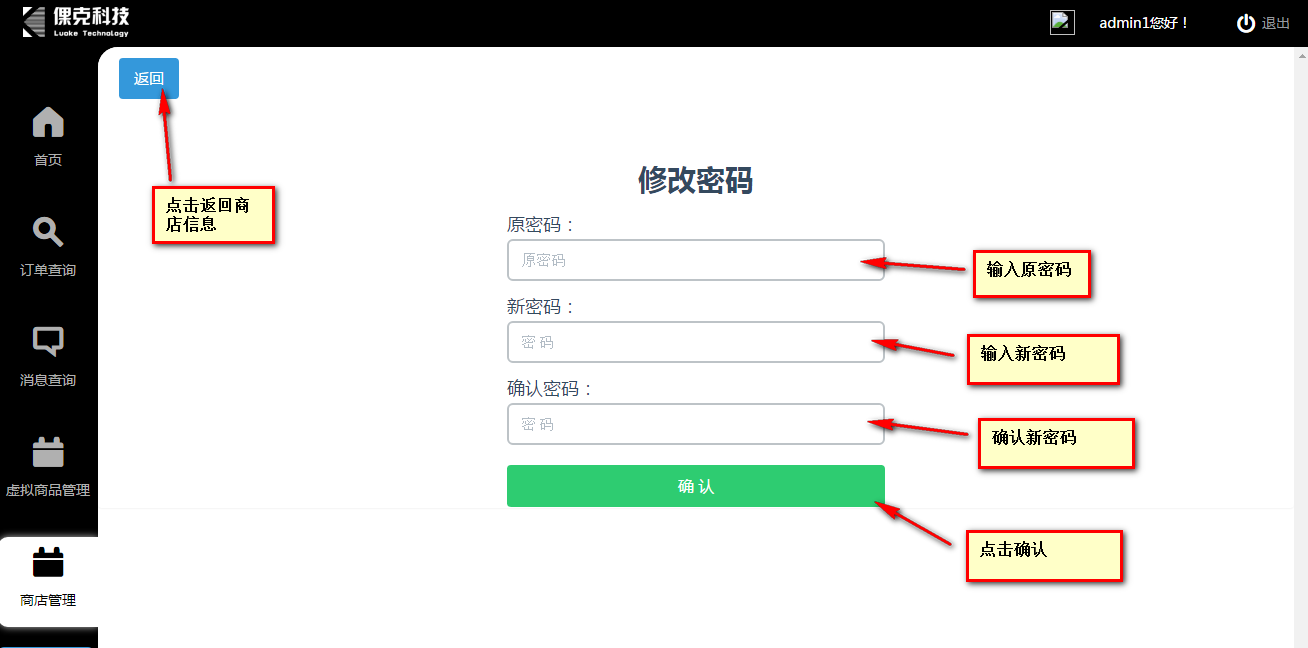 倮克科技
Luoke Technology
admin1您好！
退出
返回
首页
点击返回商
店信息
修改密码
原密码：
原密码
输入原密码
订单查询
新密码：
密 码
输入新密码
消息查询
确认密码：
密 码
确认新密码
虚拟商品管理
确 认
点击确认
商店管理